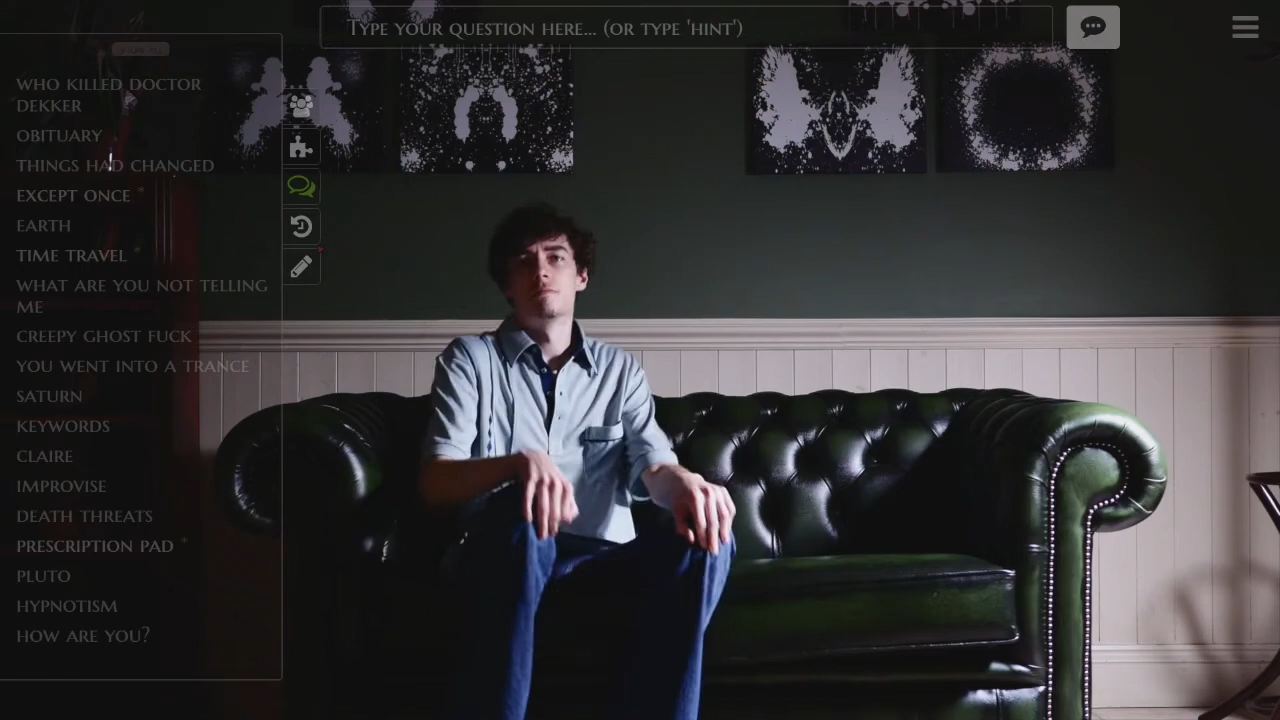 Type your question here... (or type 'hint')
WHO KILLED DOCTOR
DEKKER
OBITUARY
THINGS HAD CHANGED
EXCEPT ONCE *
EARTH
TIME TRAVEL *
WHAT ARE YOU NOT TELLING
ME
CREEPY GHOST FUCK
YOU WENT INTO A TRANCE
SATURN
KEYWORDS
CLAIRE
IMPROVISE
DEATH THREATS
PRESCRIPTION PAD *
PLUTO
HYPNOTISM
HOW ARE YOU?